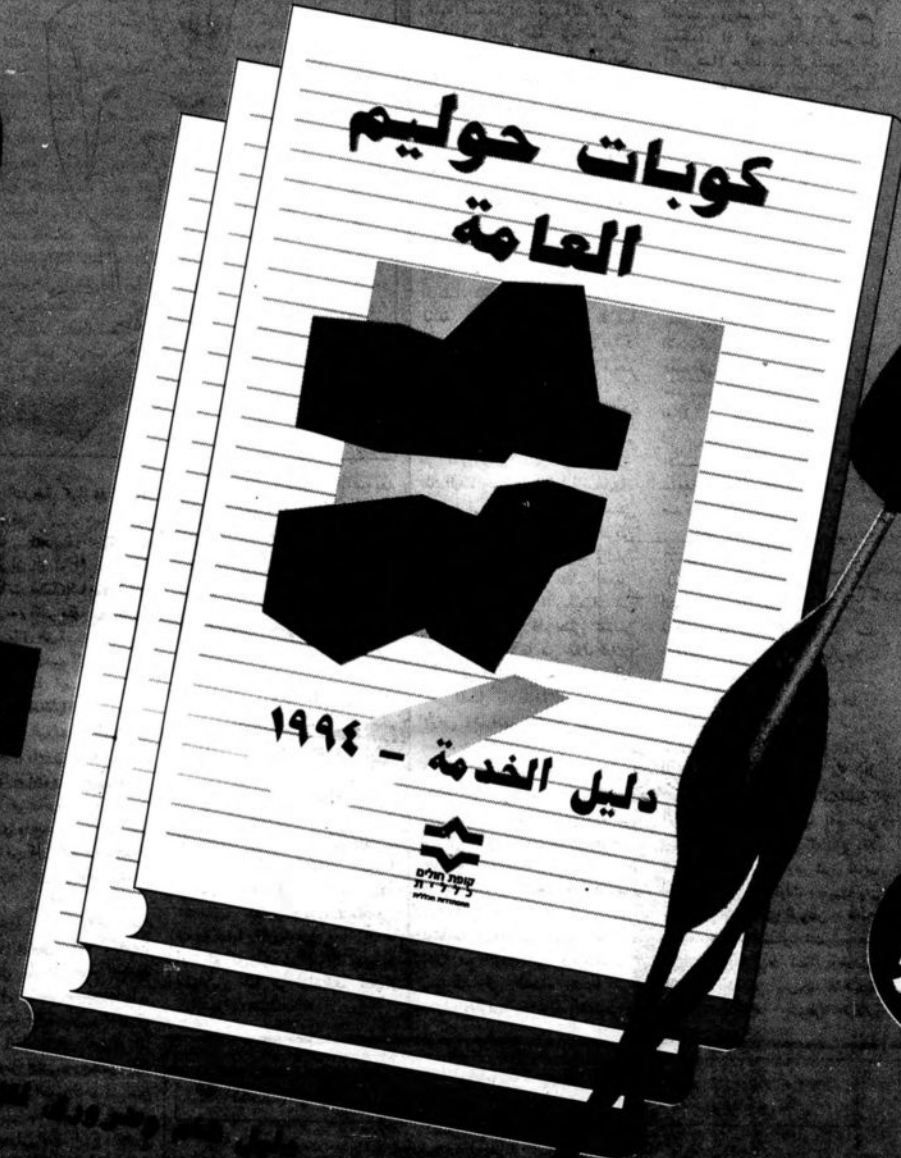 كوبات حوليم
العامة
دليل الخدمة - ١٩٩٤
קופת חולים
כללית